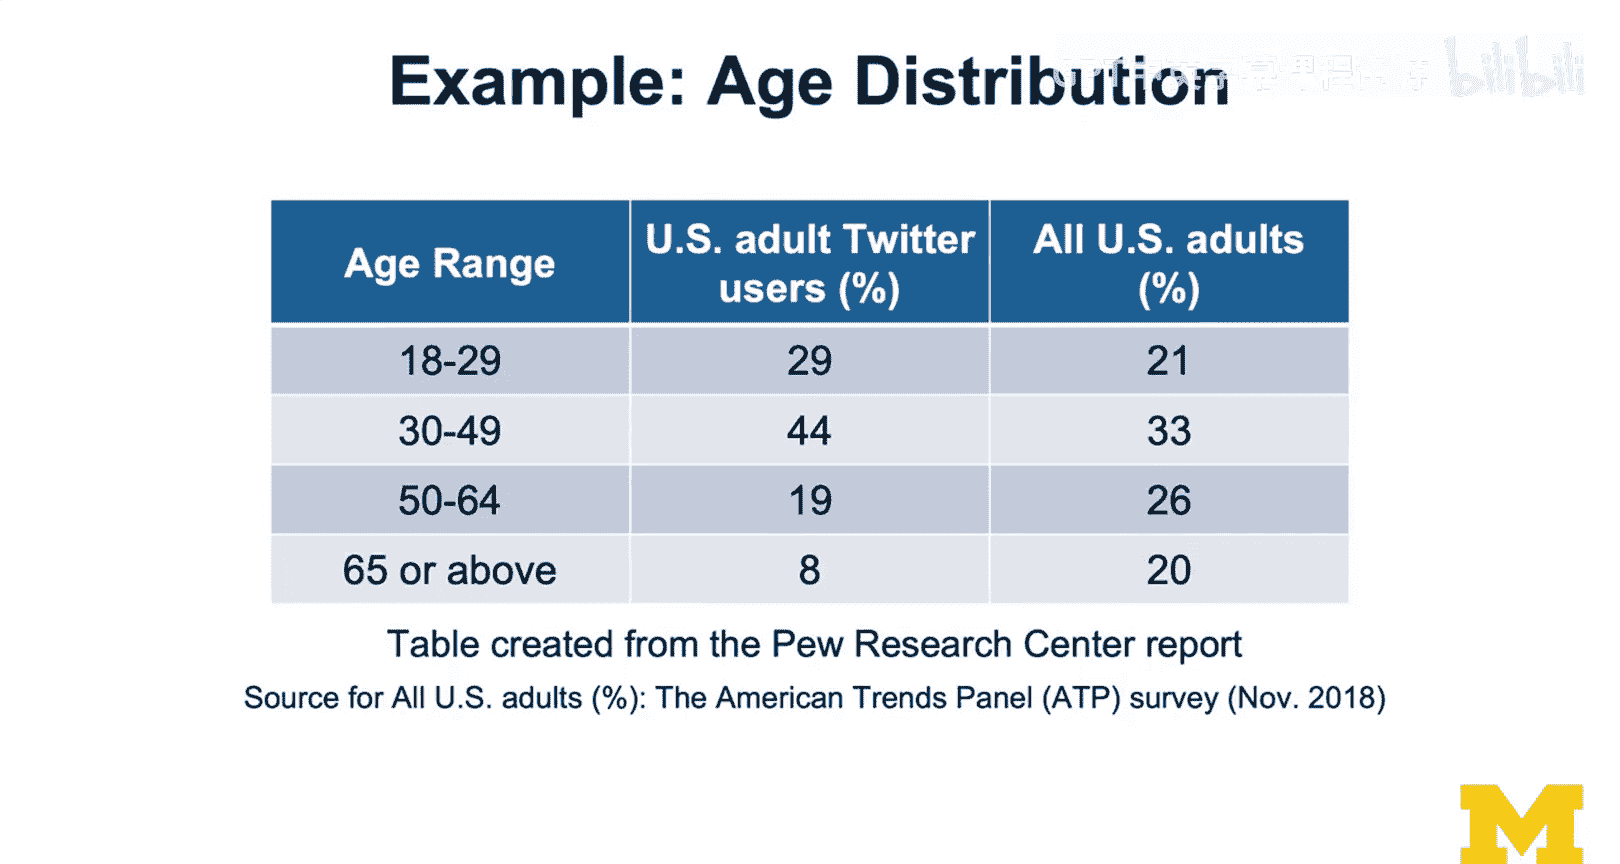 Example: Age Distribution
bilibili
Age Range
U.S. adult Twitter
users (%)
All U.S. adults
(%)
18-29 29 21
30-49 44 33
50-64 19 26
65 or above 8 20
Table created from the Pew Research Center report
Source for All U.S. adults (%): The American Trends Panel (ATP) survey (Nov. 2018)
M